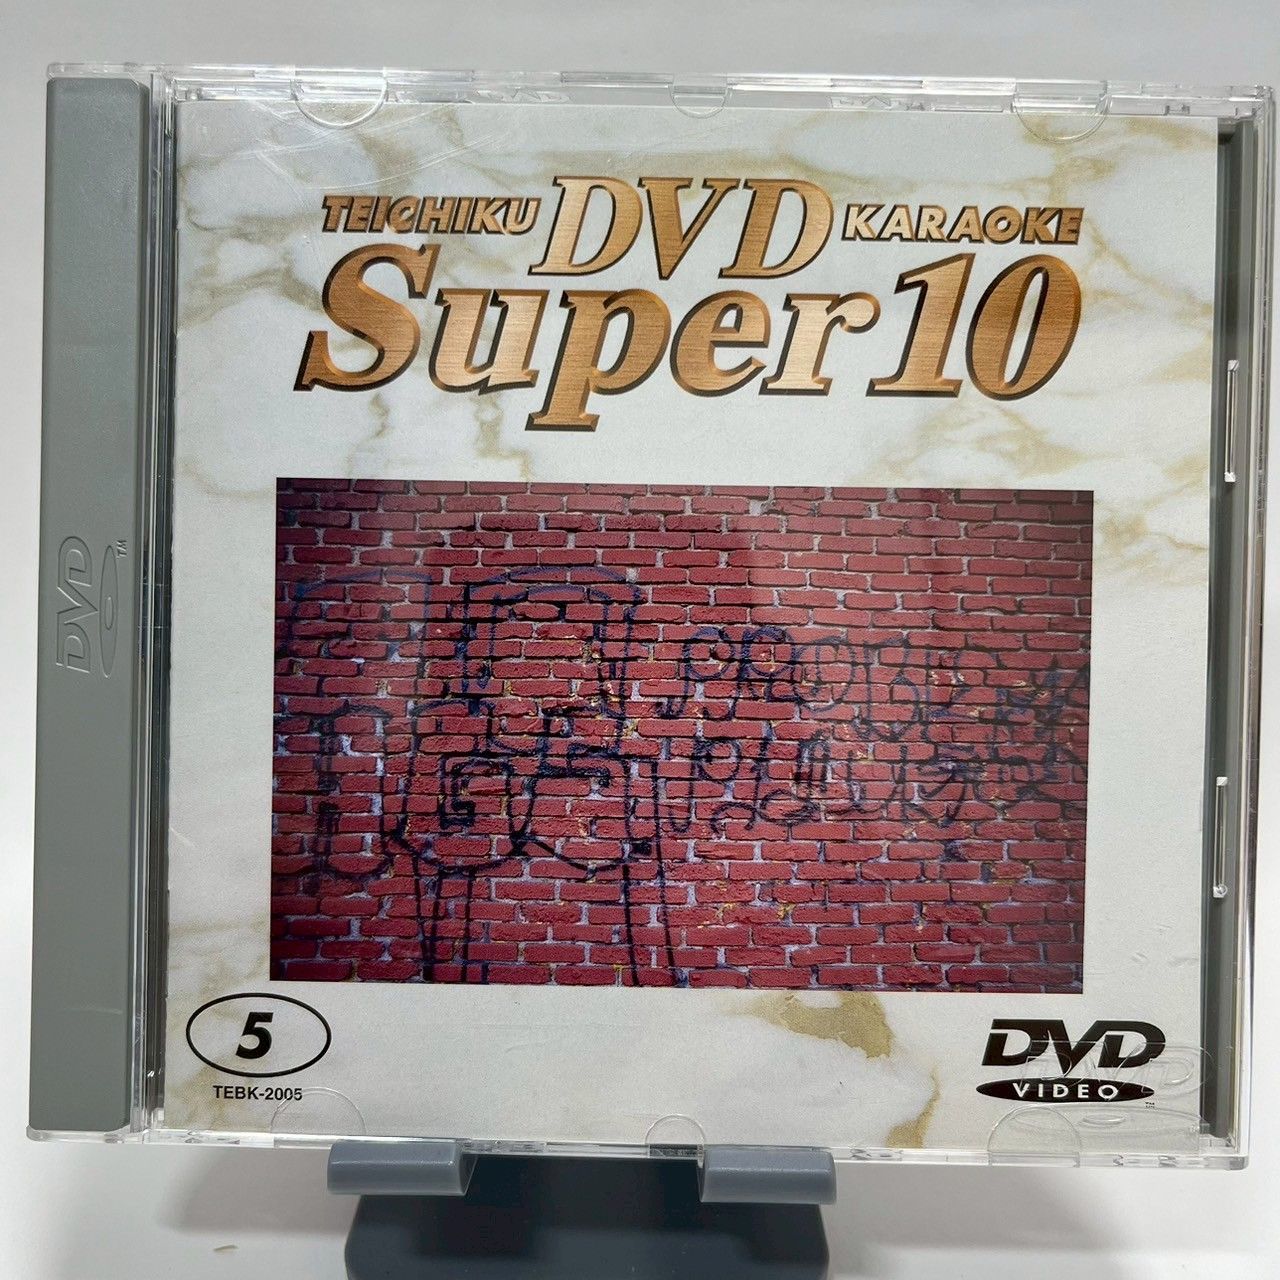 TEICHIKU DVD KARAOKE
Super 10
DVD
5
TEBK-2005
DVD
VIDEO